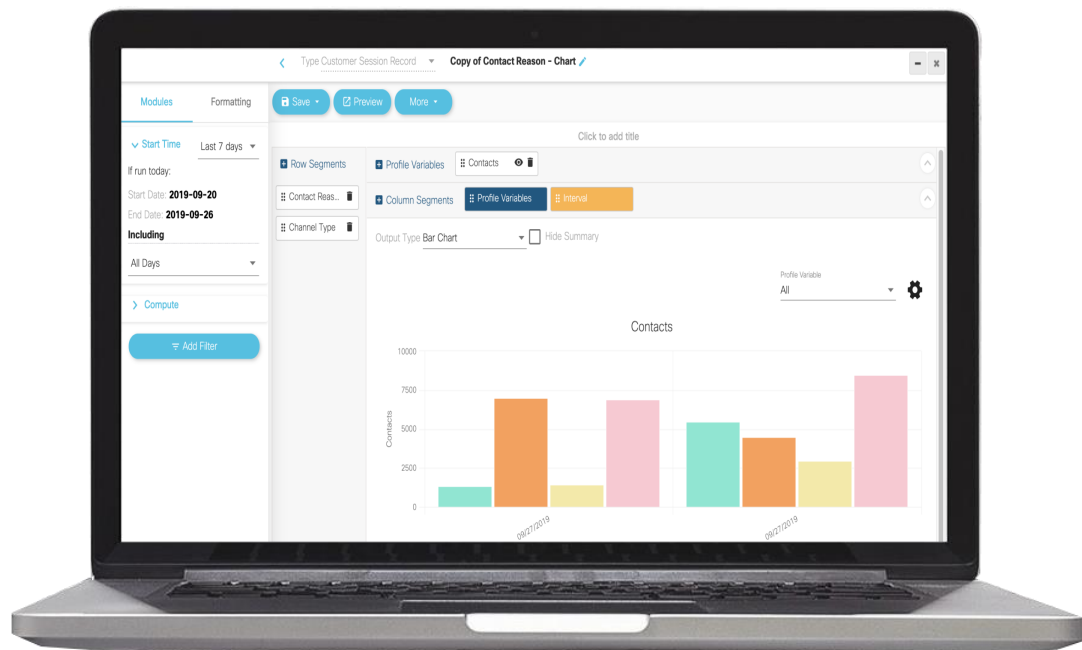 Type Customer Session Record Copy of Contact Reason - Chart
Modules Formatting
Save Preview More
Click to add title
Start Time Last 7 days
If run today:
Start Date: 2019-09-20
End Date: 2019-09-26
Including
All Days
Compute
Add Filter
Row Segments
Contact Reas...
Channel Type
Profile Variables Contacts
Column Segments Profile Variables Interval
Output Type Bar Chart Hide Summary
Profile Variable
All
Contacts
10000
7500
5000
2500
0
Contacts
09/27/2019 09/27/2019